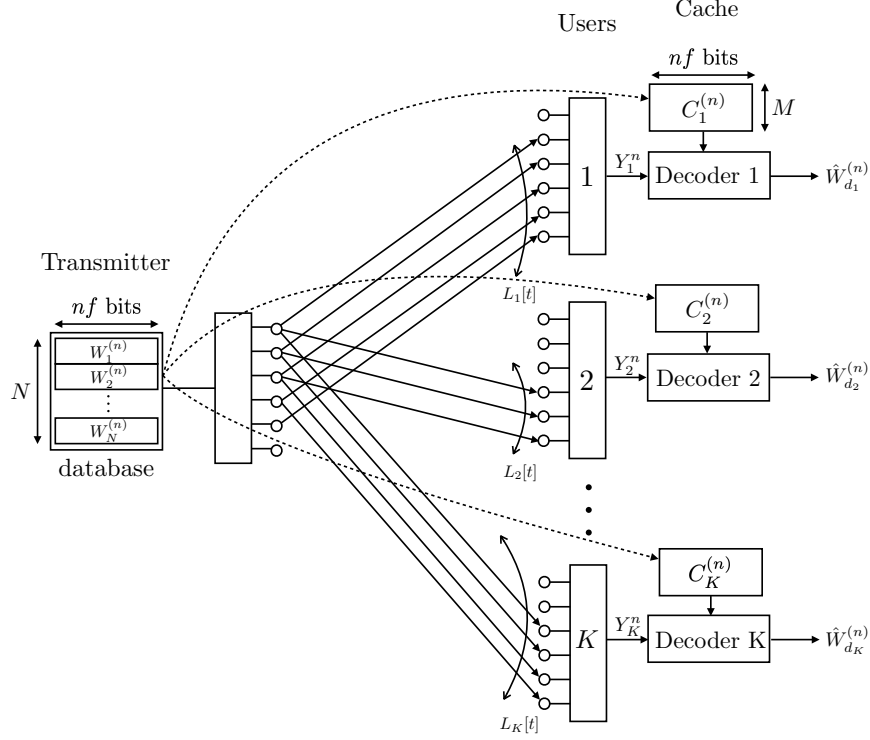 Cache
Users
nf bits
C_1^{(n)}
M
Y_1^n
1
Decoder 1
Ŵ_{d_1}^{(n)}
L_1[t]
Transmitter
nf bits
N
W_1^{(n)}
W_2^{(n)}
⋮
W_N^{(n)}
database
C_2^{(n)}
Y_2^n
2
Decoder 2
Ŵ_{d_2}^{(n)}
L_2[t]
⋮
C_K^{(n)}
Y_K^n
K
Decoder K
Ŵ_{d_K}^{(n)}
L_K[t]